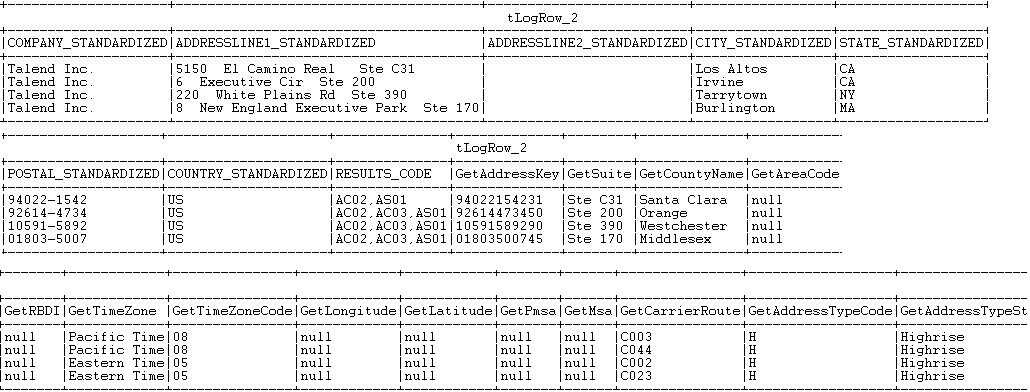 tLogRow_2
|COMPANY_STANDARDIZED|ADDRESSLINE1_STANDARDIZED|ADDRESSLINE2_STANDARDIZED|CITY_STANDARDIZED|STATE_STANDARDIZED|
|Talend Inc.|5150  El Camino Real   Ste C31||Los Altos|CA|
|Talend Inc.|6  Executive Cir  Ste 200||Irvine|CA|
|Talend Inc.|220  White Plains Rd  Ste 390||Tarrytown|NY|
|Talend Inc.|8  New England Executive Park  Ste 170||Burlington|MA|
tLogRow_2
|POSTAL_STANDARDIZED|COUNTRY_STANDARDIZED|RESULTS_CODE|GetAddressKey|GetSuite|GetCountyName|GetAreaCode
|94022-1542|US|AC02,AS01|94022154231|Ste C31|Santa Clara|null
|92614-4734|US|AC02,AC03,AS01|92614473450|Ste 200|Orange|null
|10591-5892|US|AC02,AC03,AS01|10591589290|Ste 390|Westchester|null
|01803-5007|US|AC02,AC03,AS01|01803500745|Ste 170|Middlesex|null
|GetRBDI|GetTimeZone|GetTimeZoneCode|GetLongitude|GetLatitude|GetPmsa|GetMsa|GetCarrierRoute|GetAddressTypeCode|GetAddressTypeSt
|null|Pacific Time|08|null|null|null|null|C003|H|Highrise
|null|Pacific Time|08|null|null|null|null|C044|H|Highrise
|null|Eastern Time|05|null|null|null|null|C002|H|Highrise
|null|Eastern Time|05|null|null|null|null|C023|H|Highrise